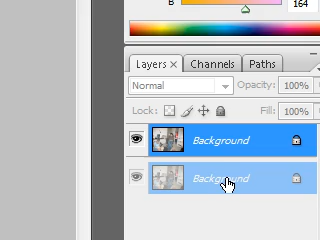 B 164
Layers × Channels Paths
Normal Opacity: 100%
Lock: Fill: 100%
Background
Background